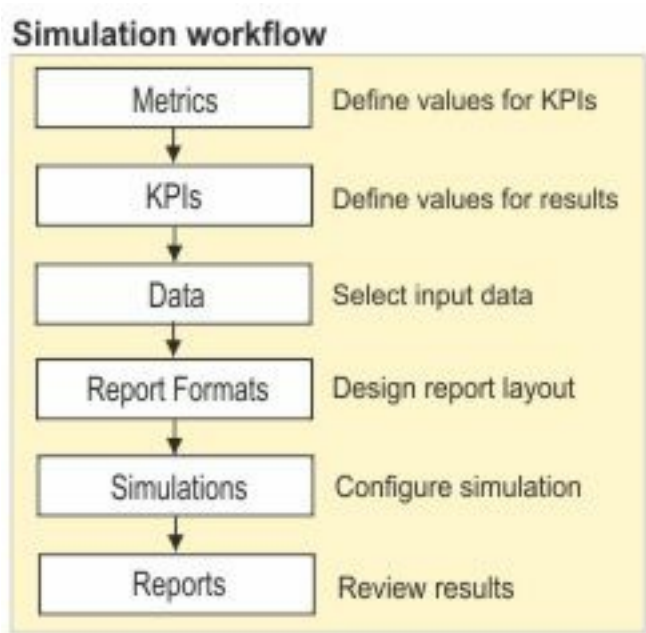 Simulation workflow
Metrics Define values for KPIs
KPIs Define values for results
Data Select input data
Report Formats Design report layout
Simulations Configure simulation
Reports Review results